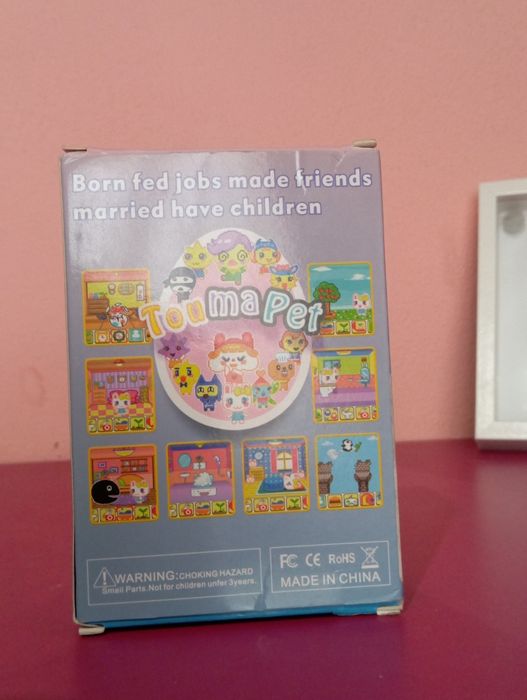 Born fed jobs made friends
married have children
Toumapet
WARNING:CHOKING HAZARD
Small Parts.Not for children unfer 3years.
FC CE RoHS
MADE IN CHINA